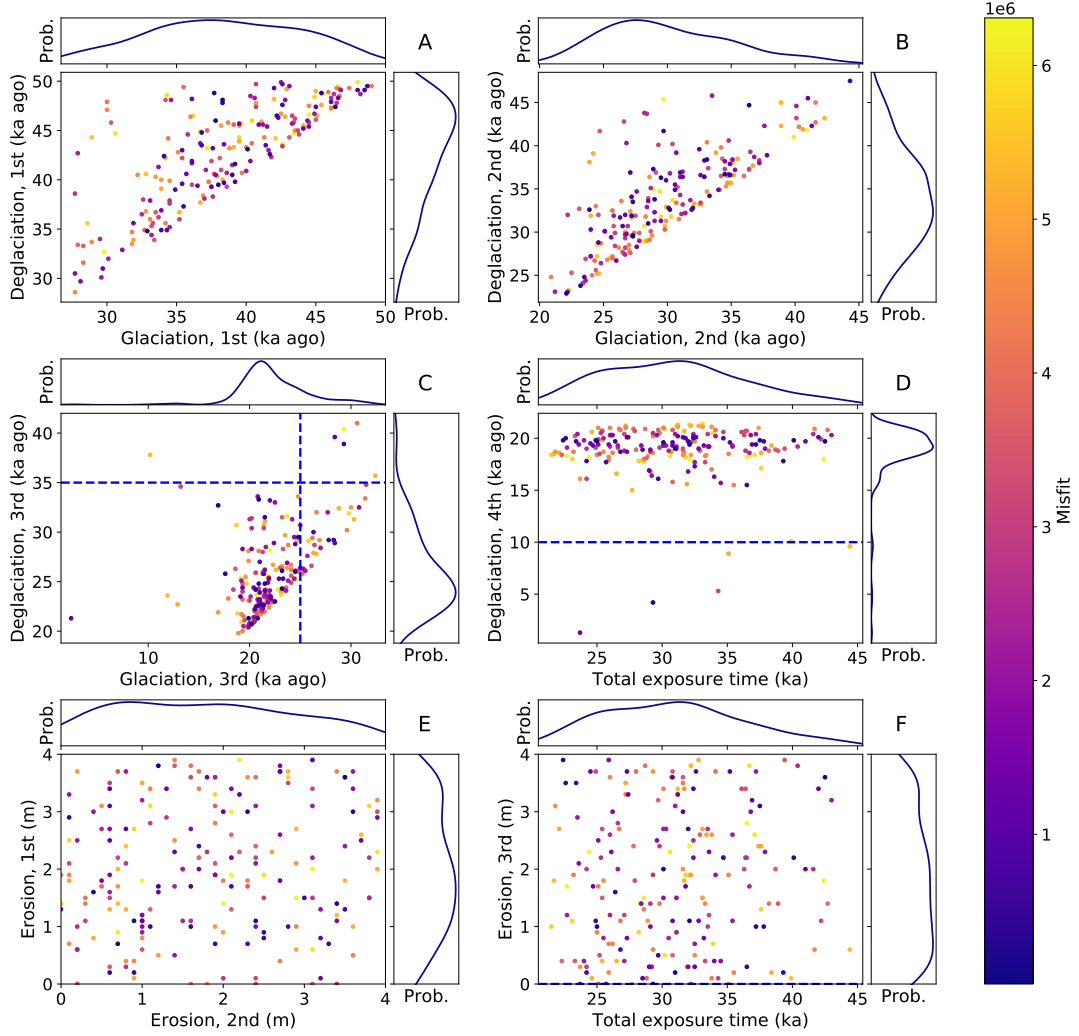 1e6
Prob.
A
Prob.
B
Deglaciation, 1st (ka ago)
50
45
40
35
30
30 35 40 45 50
Glaciation, 1st (ka ago)
Prob.
Deglaciation, 2nd (ka ago)
45
40
35
30
25
20 25 30 35 40 45
Glaciation, 2nd (ka ago)
Prob.
Prob.
C
Prob.
D
Deglaciation, 3rd (ka ago)
40
35
30
25
20
10 20 30
Glaciation, 3rd (ka ago)
Prob.
Deglaciation, 4th (ka ago)
20
15
10
5
25 30 35 40 45
Total exposure time (ka)
Prob.
Prob.
E
Prob.
F
Erosion, 1st (m)
4
3
2
1
0
0 1 2 3 4
Erosion, 2nd (m)
Prob.
Erosion, 3rd (m)
4
3
2
1
0
25 30 35 40 45
Total exposure time (ka)
Prob.
6
5
4
3
2
1
Misfit